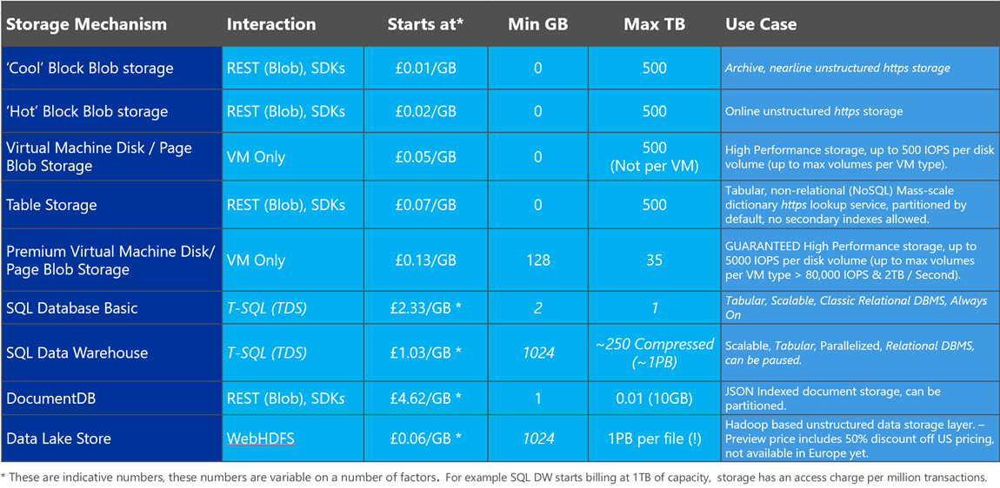 Storage Mechanism Interaction Starts at* Min GB Max TB Use Case
‘Cool’ Block Blob storage REST (Blob), SDKs £0.01/GB 0 500 Archive, nearline unstructured https storage
‘Hot’ Block Blob storage REST (Blob), SDKs £0.02/GB 0 500 Online unstructured https storage
Virtual Machine Disk / Page
Blob Storage
VM Only
£0.05/GB
0
500
(Not per VM)
High Performance storage, up to 500 IOPS per disk
volume (up to max volumes per VM type).
Table Storage
REST (Blob), SDKs
£0.07/GB
0
500
Tabular, non-relational (NoSQL) Mass-scale
dictionary https lookup service, partitioned by
default, no secondary indexes allowed.
Premium Virtual Machine Disk/
Page Blob Storage
VM Only
£0.13/GB
128
35
GUARANTEED High Performance storage, up to
5000 IOPS per disk volume (up to max volumes
per VM type > 80,000 IOPS & 2TB / Second).
SQL Database Basic
T-SQL (TDS)
£2.33/GB *
2
1
Tabular, Scalable, Classic Relational DBMS, Always
On
SQL Data Warehouse
T-SQL (TDS)
£1.03/GB *
1024
~250 Compressed
(~1PB)
Scalable, Tabular, Parallelized, Relational DBMS,
can be paused.
DocumentDB
REST (Blob), SDKs
£4.62/GB *
1
0.01 (10GB)
JSON Indexed document storage, can be
partitioned.
Data Lake Store
WebHDFS
£0.06/GB *
1024
1PB per file (!)
Hadoop based unstructured data storage layer. –
Preview price includes 50% discount off US pricing,
not available in Europe yet.
* These are indicative numbers, these numbers are variable on a number of factors. For example SQL DW starts billing at 1TB of capacity, storage has an access charge per million transactions.